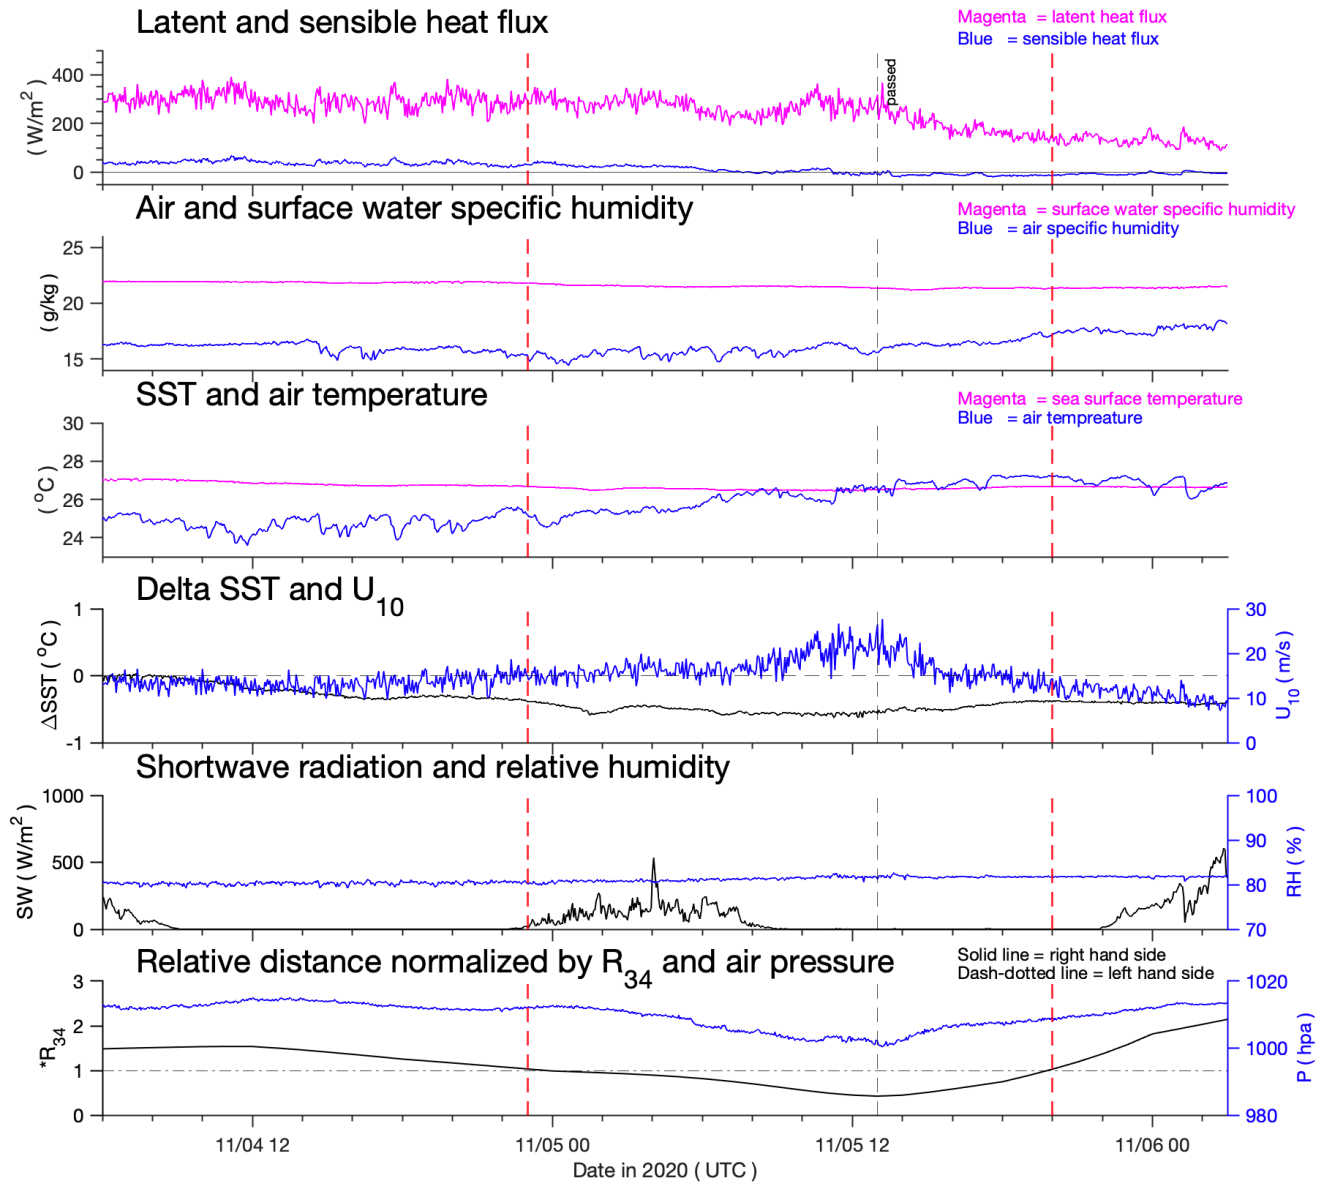 Latent and sensible heat flux
Magenta = latent heat flux
Blue = sensible heat flux
( W/m2 )
400
200
0
passed
Air and surface water specific humidity
Magenta = surface water specific humidity
Blue = air specific humidity
( g/kg )
25
20
15
SST and air temperature
Magenta = sea surface temperature
Blue = air tempreature
( oC )
30
28
26
24
Delta SST and U10
ΔSST ( oC )
1
0
-1
30
20
10
0
U10 ( m/s )
Shortwave radiation and relative humidity
SW ( W/m2 )
1000
500
0
100
90
80
70
RH ( % )
Relative distance normalized by R34 and air pressure
Solid line = right hand side
Dash-dotted line = left hand side
*R34
3
2
1
0
1020
1000
980
P ( hpa )
11/04 12
11/05 00
11/05 12
11/06 00
Date in 2020 ( UTC )